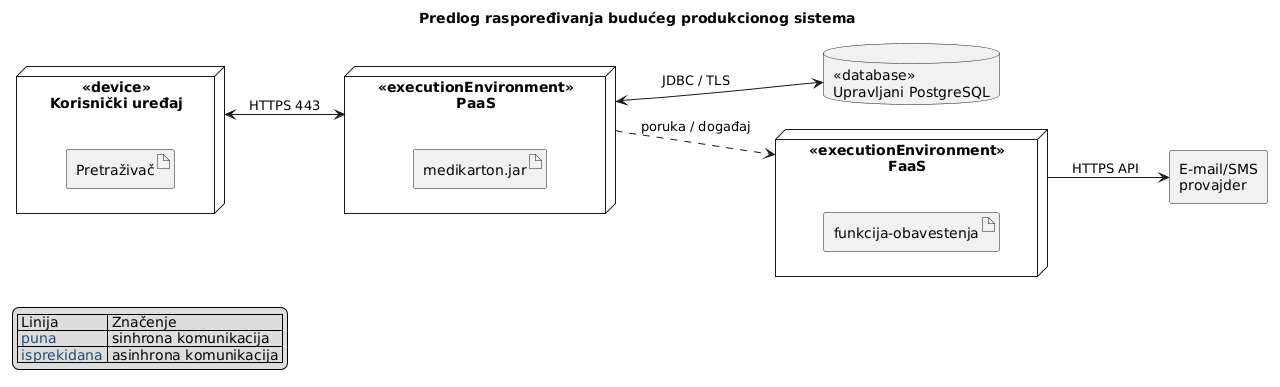 Predlog raspoređivanja budućeg produkcionog sistema
«device»
Korisnički uređaj
Pretraživač
HTTPS 443
«executionEnvironment»
PaaS
medikarton.jar
JDBC / TLS
«database»
Upravljani PostgreSQL
poruka / događaj
«executionEnvironment»
FaaS
funkcija-obavestenja
HTTPS API
E-mail/SMS
provajder
Linija Značenje
puna sinhrona komunikacija
isprekidana asinhrona komunikacija